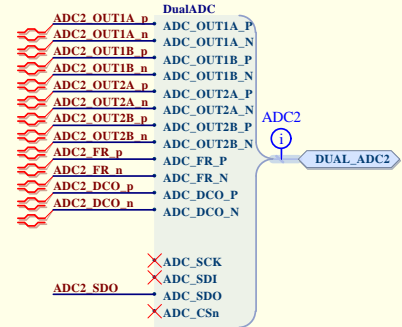 DualADC
ADC2_OUT1A_p ADC_OUT1A_P
ADC2_OUT1A_n ADC_OUT1A_N
ADC2_OUT1B_p ADC_OUT1B_P
ADC2_OUT1B_n ADC_OUT1B_N
ADC2_OUT2A_p ADC_OUT2A_P
ADC2_OUT2A_n ADC_OUT2A_N
ADC2_OUT2B_p ADC_OUT2B_P
ADC2_OUT2B_n ADC_OUT2B_N
ADC2_FR_p ADC_FR_P
ADC2_FR_n ADC_FR_N
ADC2_DCO_p ADC_DCO_P
ADC2_DCO_n ADC_DCO_N
ADC2
i
DUAL_ADC2
ADC_SCK
ADC_SDI
ADC2_SDO ADC_SDO
ADC_CSn